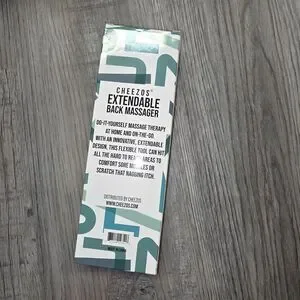 CHEEZOS
EXTENDABLE
BACK MASSAGER
DO-IT-YOURSELF MASSAGE THERAPY
AT HOME AND ON-THE-GO
WITH AN INNOVATIVE, EXTENDABLE
DESIGN, THIS FLEXIBLE TOOL CAN HIT
ALL THE HARD TO REACH AREAS TO
COMFORT SORE MUSCLES OR
SCRATCH THAT NAGGING ITCH.
DISTRIBUTED BY CHEEZOS
WWW.CHEEZOS.COM